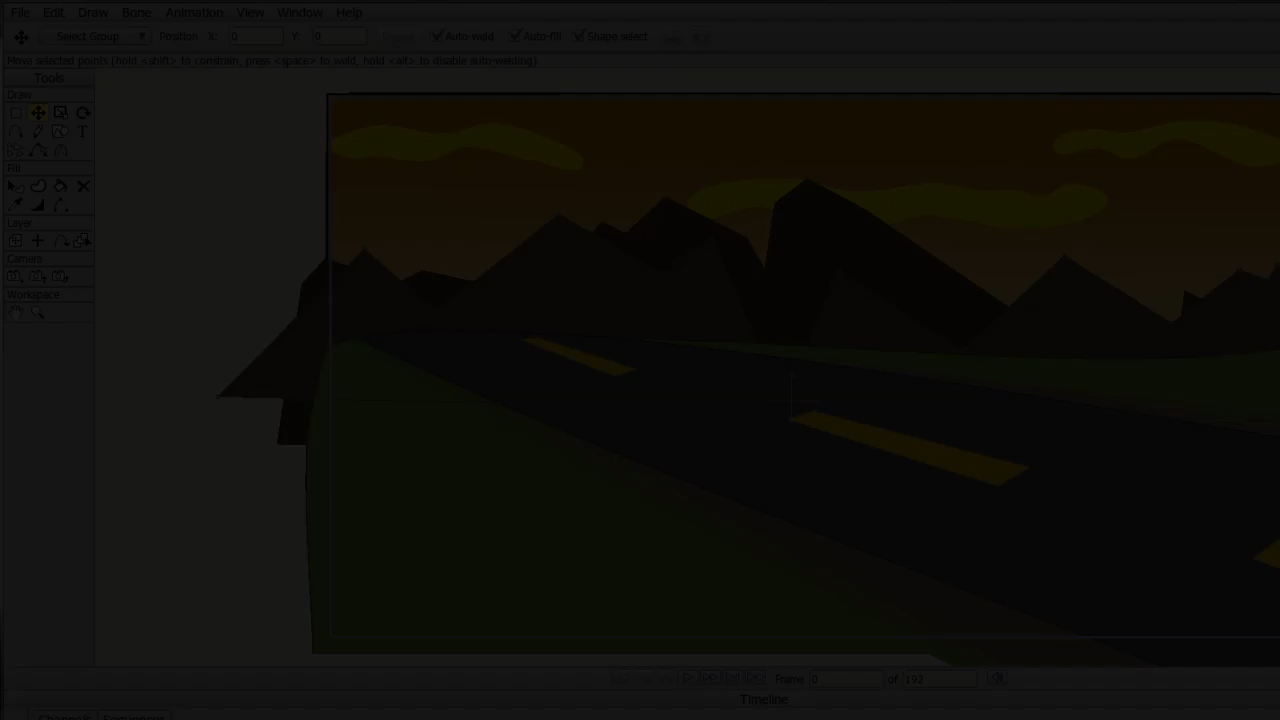 File Edit Draw Bone Animation View Window Help
Select Group Position X: 0 Y: 0 Auto-weld Auto-fill Shape select
Move selected points (hold <shift> to constrain, press <space> to weld, hold <alt> to disable auto-welding)
Tools
Draw
T
Fill
Layer
Camera
Workspace
Frame 0 of 192
Timeline
Channels Sequencer